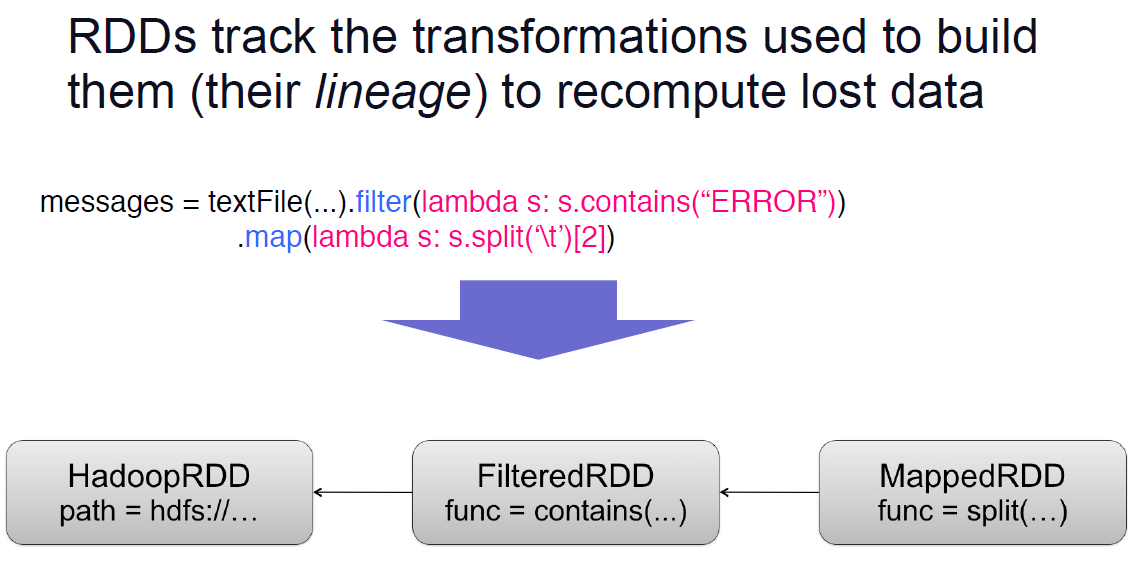 RDDs track the transformations used to build
them (their lineage) to recompute lost data
messages = textFile(...).filter(lambda s: s.contains(“ERROR”))
.map(lambda s: s.split(‘\t’)[2])
HadoopRDD
path = hdfs://…
FilteredRDD
func = contains(...)
MappedRDD
func = split(…)